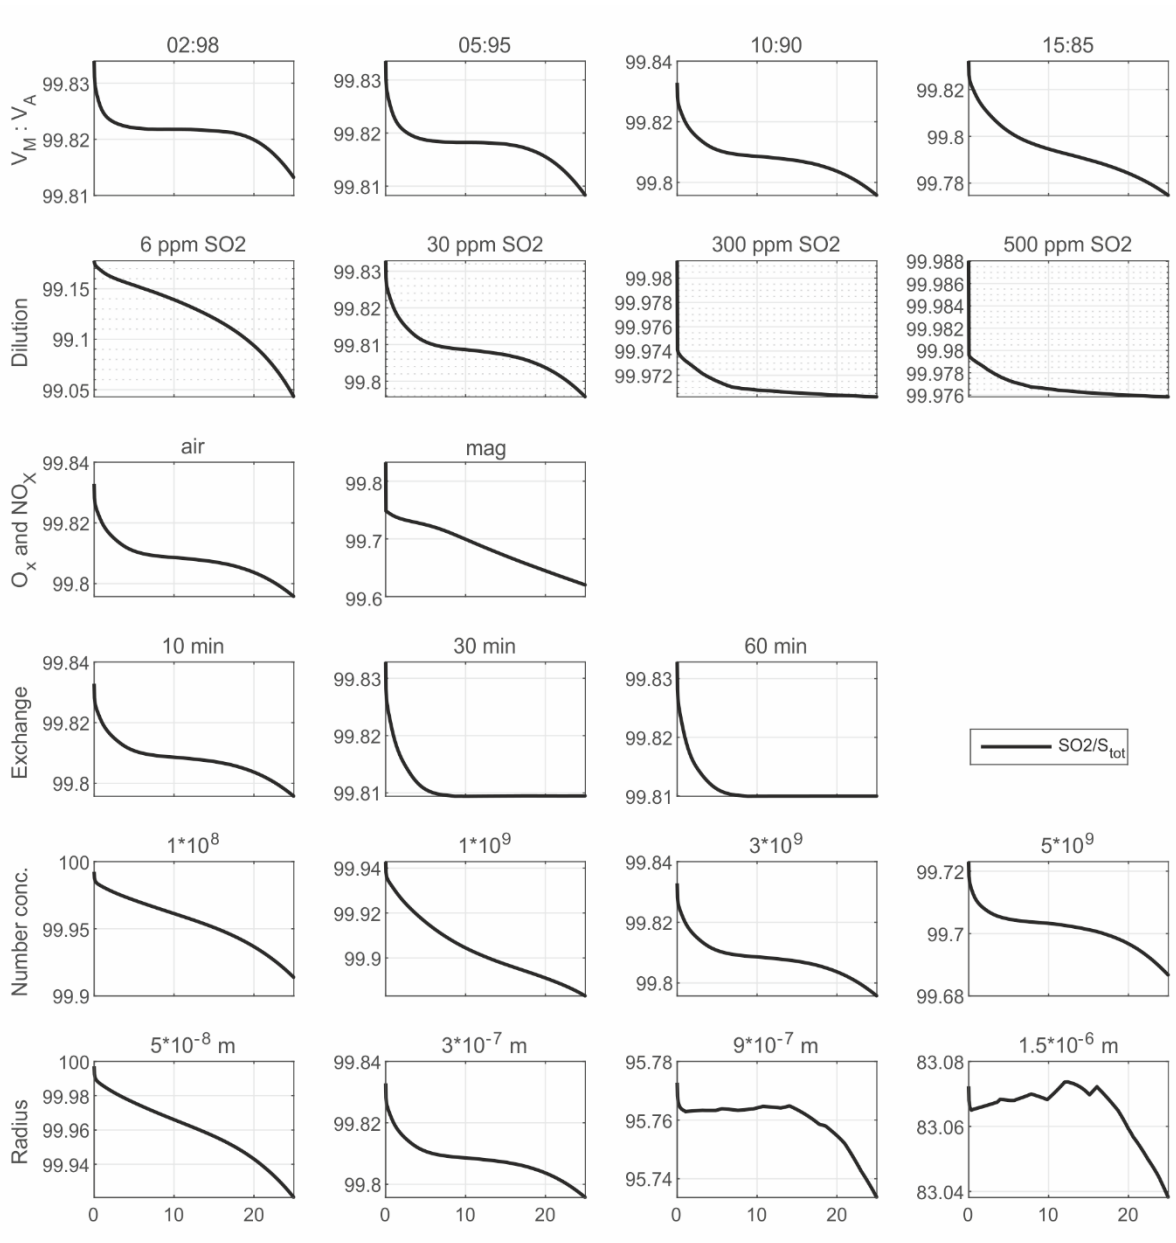 02:98 05:95 10:90 15:85
V_M : V_A
99.83 99.82 99.81
99.83 99.82 99.81
99.84 99.82 99.8
99.82 99.8 99.78
6 ppm SO2 30 ppm SO2 300 ppm SO2 500 ppm SO2
Dilution
99.15 99.1 99.05
99.83 99.82 99.81 99.8
99.98 99.978 99.976 99.974 99.972
99.988 99.986 99.984 99.982 99.98 99.978 99.976
air mag
O_x and NO_X
99.84 99.82 99.8
99.8 99.7 99.6
10 min 30 min 60 min
Exchange
99.84 99.82 99.8
99.83 99.82 99.81
99.83 99.82 99.81
SO2/S_tot
1*10^8 1*10^9 3*10^9 5*10^9
Number conc.
100 99.95 99.9
99.94 99.92 99.9
99.84 99.82 99.8
99.72 99.7 99.68
5*10^-8 m 3*10^-7 m 9*10^-7 m 1.5*10^-6 m
Radius
100 99.98 99.96 99.94
99.84 99.82 99.8
95.78 95.76 95.74
83.08 83.06 83.04
0 10 20 0 10 20 0 10 20 0 10 20